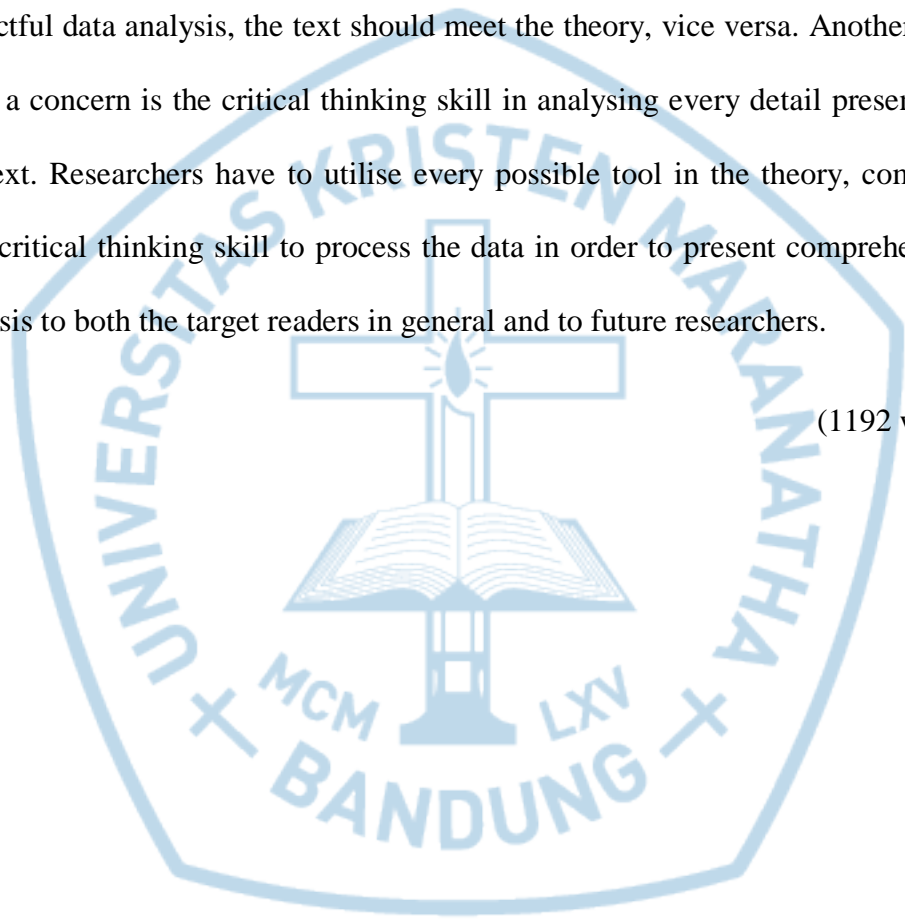 ctful data analysis, the text should meet the theory, vice versa. Another
a concern is the critical thinking skill in analysing every detail presen
ext. Researchers have to utilise every possible tool in the theory, con
critical thinking skill to process the data in order to present comprehe
sis to both the target readers in general and to future researchers.
(1192 w
UNIVERSITAS KRISTEN MARANATHA
MCM LXV
BANDUNG